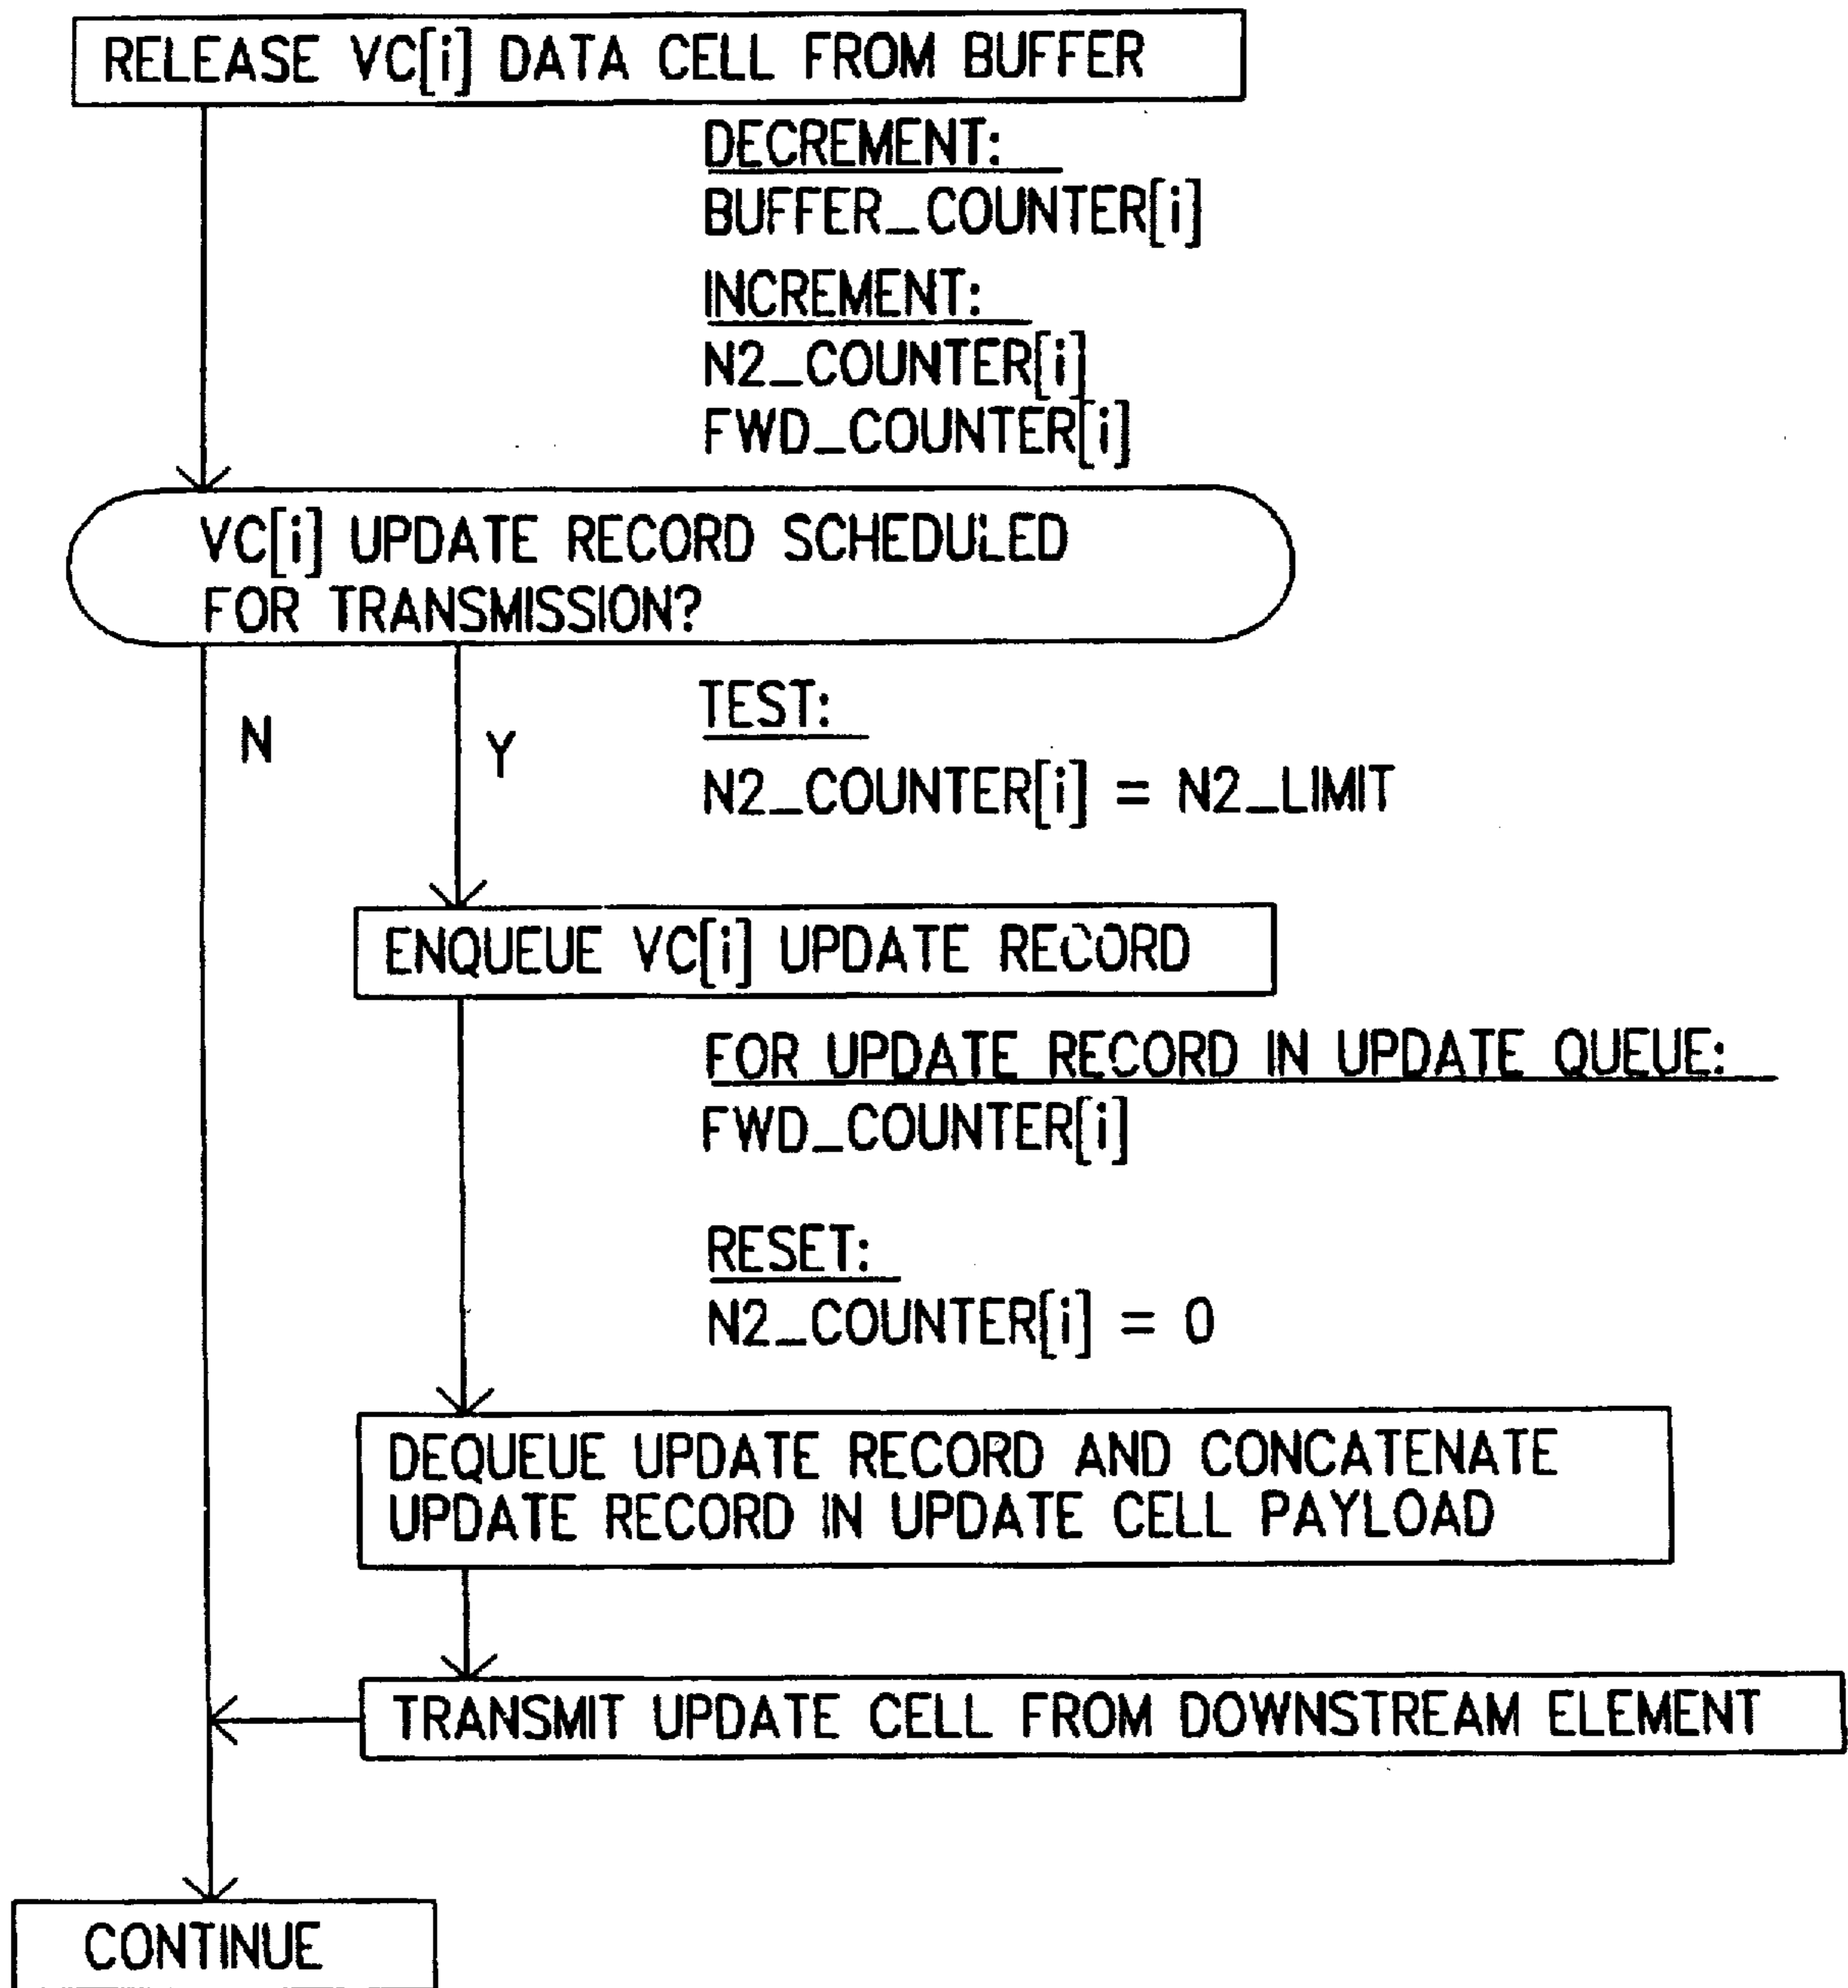 RELEASE VC[i] DATA CELL FROM BUFFER
DECREMENT:
BUFFER_COUNTER[i]
INCREMENT:
N2_COUNTER[i]
FWD_COUNTER[i]
VC[i] UPDATE RECORD SCHEDULED
FOR TRANSMISSION?
N
Y
TEST:
N2_COUNTER[i] = N2_LIMIT
ENQUEUE VC[i] UPDATE RECORD
FOR UPDATE RECORD IN UPDATE QUEUE:
FWD_COUNTER[i]
RESET:
N2_COUNTER[i] = 0
DEQUEUE UPDATE RECORD AND CONCATENATE
UPDATE RECORD IN UPDATE CELL PAYLOAD
TRANSMIT UPDATE CELL FROM DOWNSTREAM ELEMENT
CONTINUE